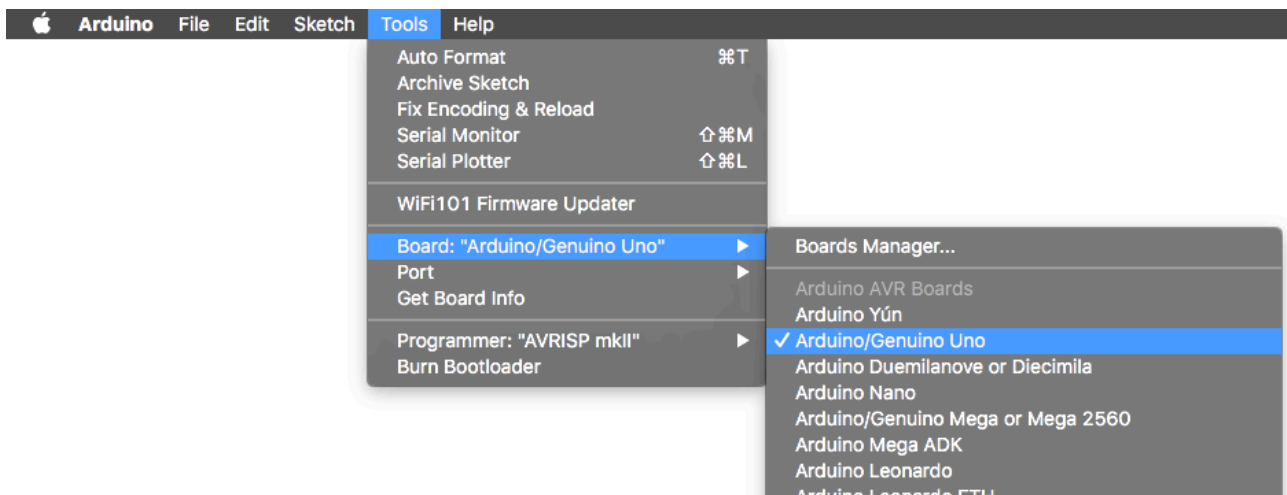 Arduino File Edit Sketch Tools Help
Auto Format ⌘T
Archive Sketch
Fix Encoding & Reload
Serial Monitor ⇧⌘M
Serial Plotter ⇧⌘L
WiFi101 Firmware Updater
Board: "Arduino/Genuino Uno" ▶
Port ▶
Get Board Info
Programmer: "AVRISP mkII" ▶
Burn Bootloader
Boards Manager...
Arduino AVR Boards
Arduino Yún
✓ Arduino/Genuino Uno
Arduino Duemilanove or Diecimila
Arduino Nano
Arduino/Genuino Mega or Mega 2560
Arduino Mega ADK
Arduino Leonardo
Arduino Leonardo ETH